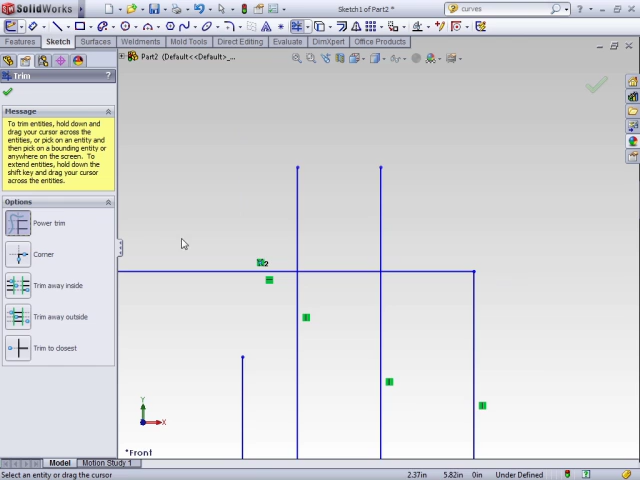 SolidWorks
Sketch1 of Part2 *
curves
Features
Sketch
Surfaces
Weldments
Mold Tools
Direct Editing
Evaluate
DimXpert
Office Products
Part2 (Default<<Default>_...
Trim
?
Message
To trim entities, hold down and
drag your cursor across the
entities, or pick on an entity and
then pick on a bounding entity or
anywhere on the screen. To
extend entities, hold down the
shift key and drag your cursor
across the entities.
Options
Power trim
Corner
Trim away inside
Trim away outside
Trim to closest
2
Y
X
*Front
Model
Motion Study 1
Select an entity or drag the cursor
2.37in
5.82in
0in
Under Defined